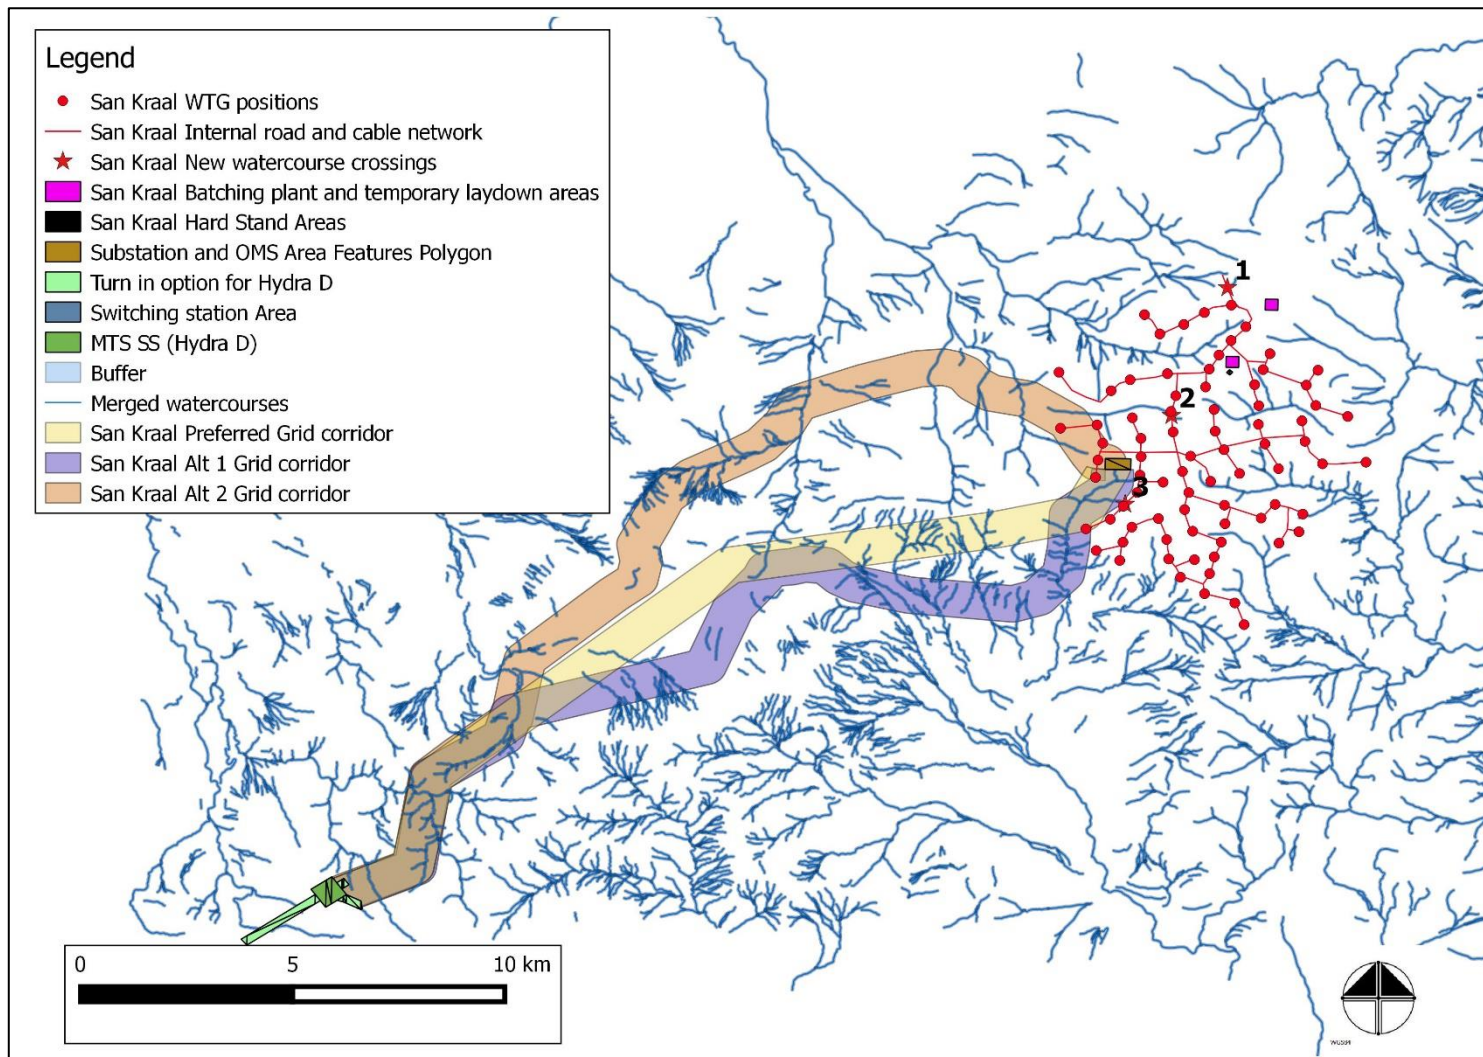 Legend
San Kraal WTG positions
San Kraal Internal road and cable network
San Kraal New watercourse crossings
San Kraal Batching plant and temporary laydown areas
San Kraal Hard Stand Areas
Substation and OMS Area Features Polygon
Turn in option for Hydra D
Switching station Area
MTS SS (Hydra D)
Buffer
Merged watercourses
San Kraal Preferred Grid corridor
San Kraal Alt 1 Grid corridor
San Kraal Alt 2 Grid corridor
1
2
3
0 5 10 km